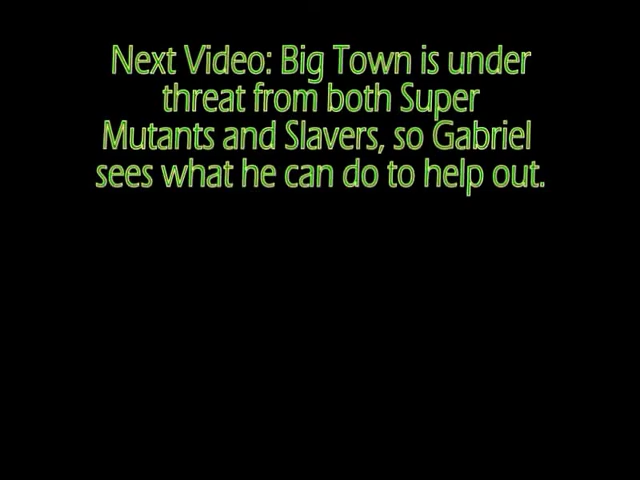 Next Video: Big Town is under
threat from both Super
Mutants and Slavers, so Gabriel
sees what he can do to help out.